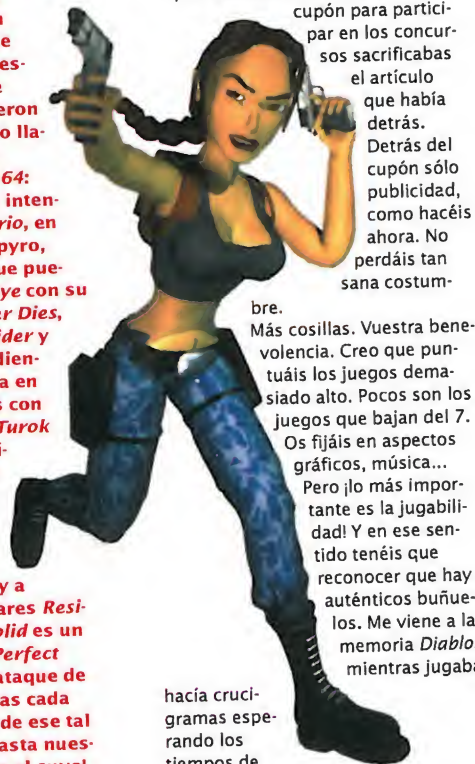 es-
eron
o lla-
64:
inten-
rio, en
pyro,
ue pue-
ye con su
er Dies,
ider y
lien-
a en
s con
Turok
i-
y a
ares Resi-
olid es un
Perfect
ataque de
as cada
de ese tal
asta nues-
cupón para partici-
par en los concur-
sos sacrificabas
el artículo
que había
detrás.
Detrás del
cupón sólo
publicidad,
como hacéis
ahora. No
perdáis tan
sana costum-
bre.
Más cosillas. Vuestra bene-
volencia. Creo que pun-
tuáis los juegos dema-
siado alto. Pocos son los
juegos que bajan del 7.
Os fijáis en aspectos
gráficos, música...
Pero ¡lo más impor-
tante es la jugabili-
dad! Y en ese sen-
tido tenéis que
reconocer que hay
auténticos buñue-
los. Me viene a la
memoria Diablo
mientras jugaba
hacía cruci-
gramas espe-
rando los
tiempos de